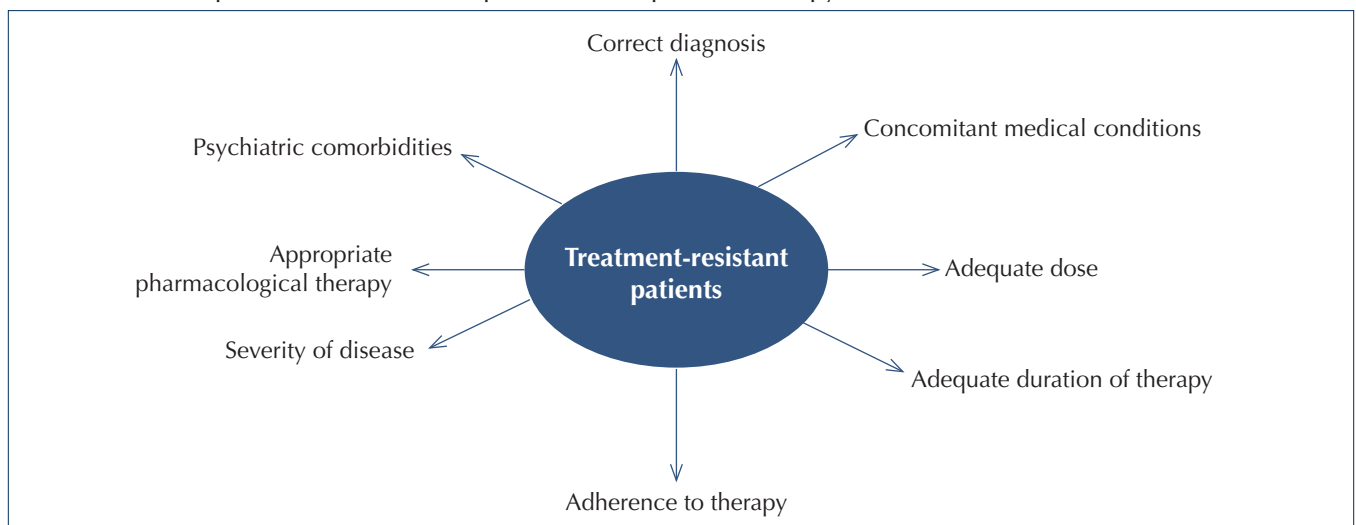 Correct diagnosis
Concomitant medical conditions
Psychiatric comorbidities
Appropriate
pharmacological therapy
Treatment-resistant
patients
Adequate dose
Severity of disease
Adequate duration of therapy
Adherence to therapy